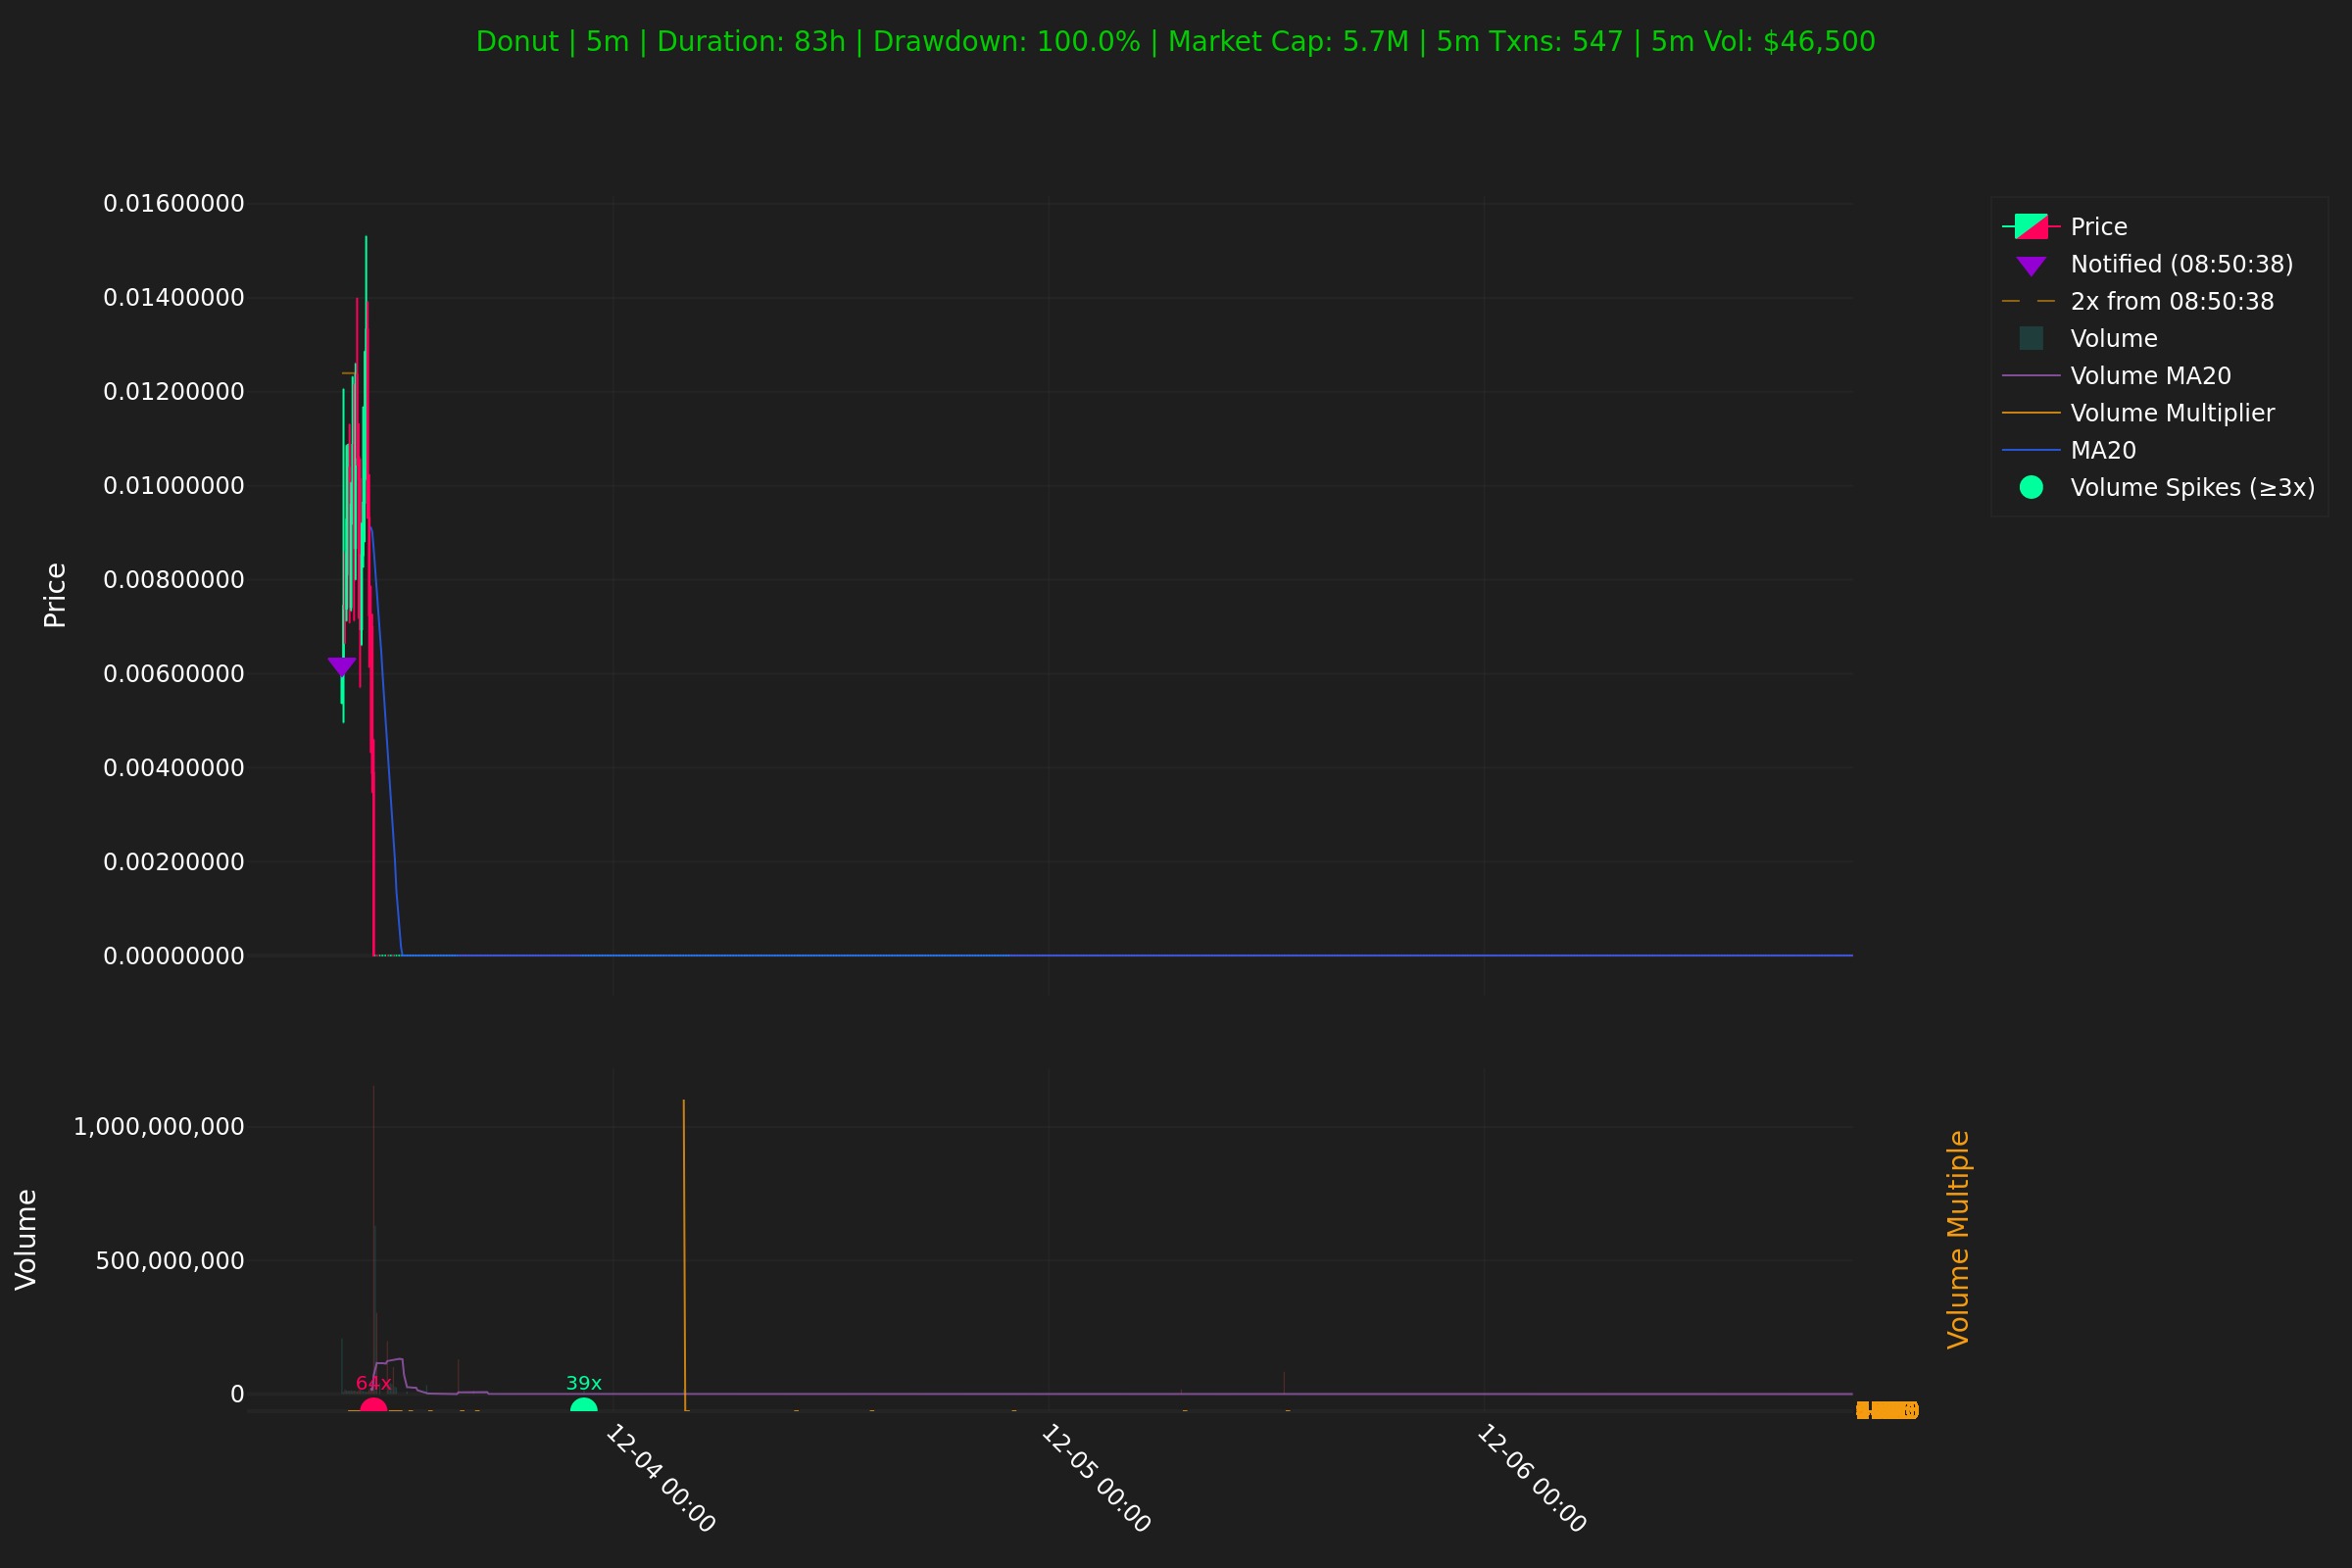 Donut | 5m | Duration: 83h | Drawdown: 100.0% | Market Cap: 5.7M | 5m Txns: 547 | 5m Vol: $46,500
0.01600000
0.01400000
0.01200000
0.01000000
0.00800000
0.00600000
0.00400000
0.00200000
0.00000000
Price
Price
Notified (08:50:38)
2x from 08:50:38
Volume
Volume MA20
Volume Multiplier
MA20
Volume Spikes (≥3x)
1,000,000,000
500,000,000
0
Volume
64x
39x
Volume Multiple
12-04 00:00
12-05 00:00
12-06 00:00